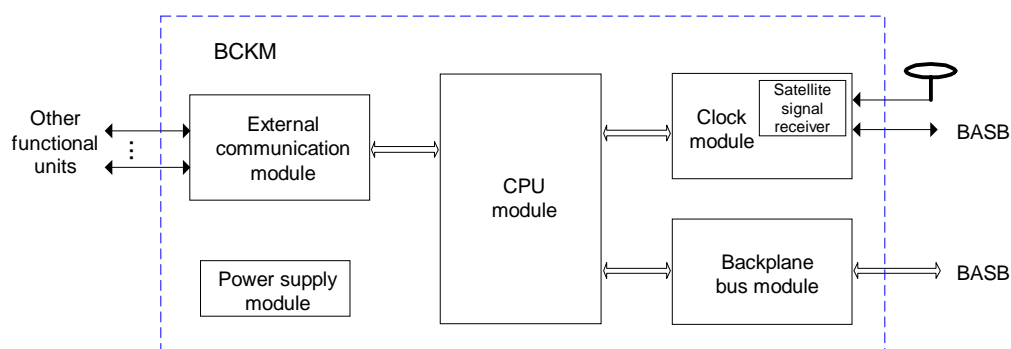 BCKM
Other
functional
units
External
communication
module
Power supply
module
CPU
module
Clock
module
Satellite
signal
receiver
BASB
Backplane
bus module
BASB